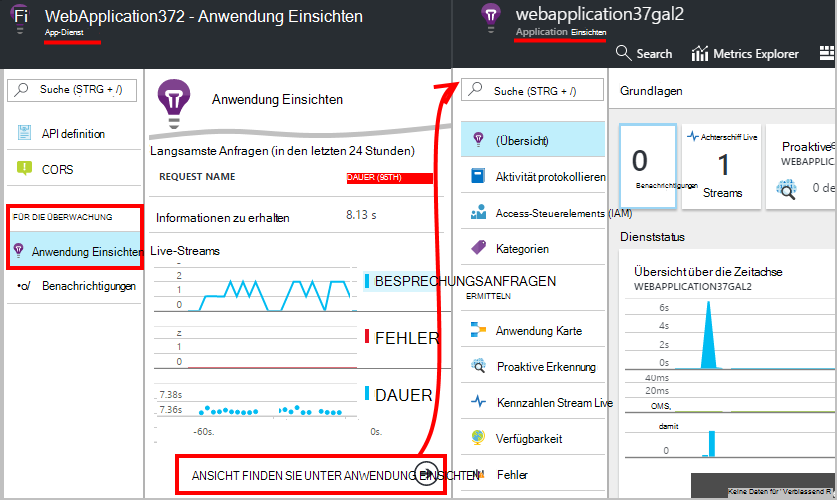 Fi
WebApplication372 - Anwendung Einsichten
App-Dienst
Suche (STRG + /)
API definition
CORS
FÜR DIE ÜBERWACHUNG
Anwendung Einsichten
Benachrichtigungen
Anwendung Einsichten
Langsamste Anfragen (in den letzten 24 Stunden)
REQUEST NAME
DAUER (95TH)
Informationen zu erhalten
8.13 s
Live-Streams
2
1
0
BESPRECHUNGSANFRAGEN
2
1
0
FEHLER
7.38s
7.36s
DAUER
-60s.
0s.
ANSICHT FINDEN SIE UNTER ANWENDUNG EINSICHTEN
webapplication37gal2
Application Einsichten
Search
Metrics Explorer
Suche (STRG + /)
(Übersicht)
Aktivität protokollieren
Access-Steuerelements (IAM)
Kategorien
ERMITTELN
Anwendung Karte
Proaktive Erkennung
Kennzahlen Stream Live
Verfügbarkeit
Fehler
Grundlagen
0
Benachrichtigungen
Achterschiff Live
1
Streams
Proaktive
WEBAPPLIC
0 de
Dienststatus
Übersicht über die Zeitachse
WEBAPPLICATION37GAL2
6s
4s
2s
0s
40ms
20ms
OMS,
damit
Keine Daten für "Verblassend R